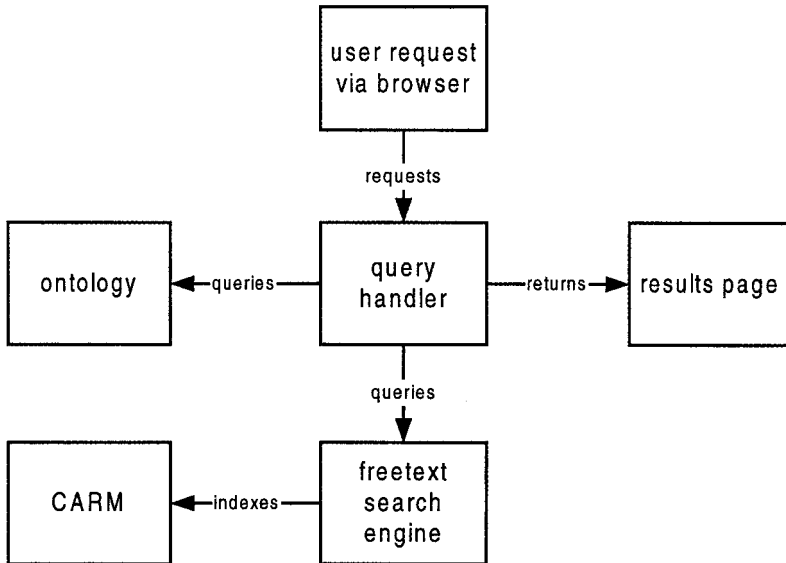 user request
via browser
requests
ontology
queries
query
handler
returns
results page
queries
CARM
indexes
freetext
search
engine